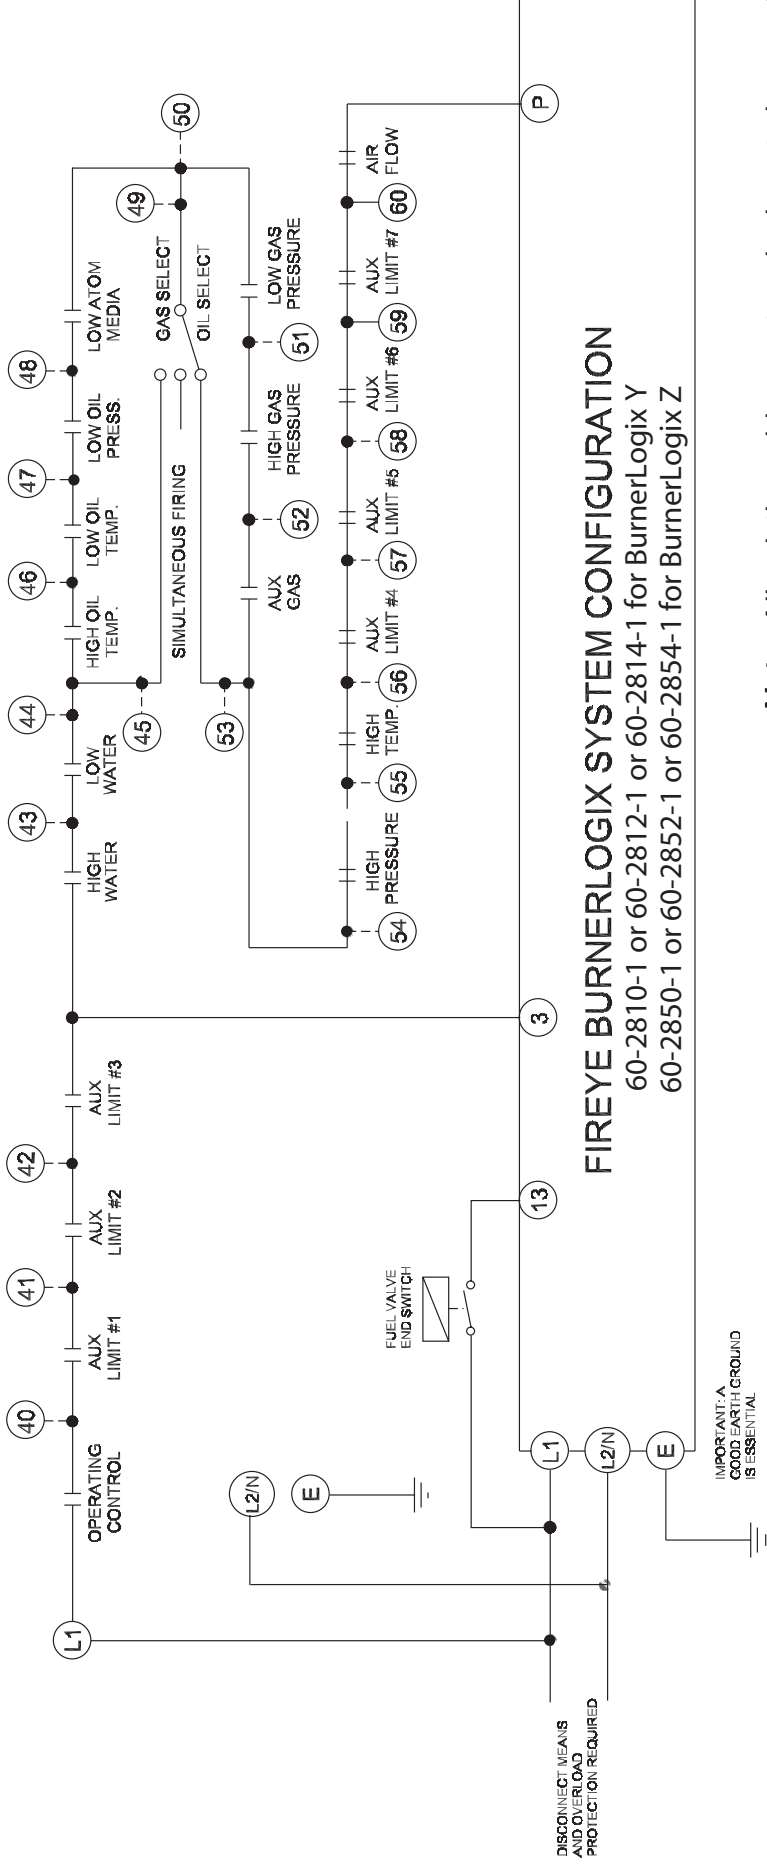 L1
OPERATING
CONTROL
40
AUX
LIMIT #1
41
AUX
LIMIT #2
42
AUX
LIMIT #3
HIGH
WATER
43
LOW
WATER
44
HIGH OIL
TEMP.
46
LOW OIL
TEMP.
47
LOW OIL
PRESS.
48
LOW ATOM
MEDIA
45
SIMULTANEOUS FIRING
GAS SELECT
OIL SELECT
49
50
53
AUX
GAS
52
HIGH GAS
PRESSURE
51
LOW GAS
PRESSURE
54
HIGH
PRESSURE
55
HIGH
TEMP.
56
AUX
LIMIT #4
57
AUX
LIMIT #5
58
AUX
LIMIT #6
59
AUX
LIMIT #7
60
AIR
FLOW
L2/N
E
FUEL VALVE
END SWITCH
13
3
P
L1
L2/N
E
DISCONNECT MEANS
AND OVERLOAD
PROTECTION REQUIRED
FIREYE BURNERLOGIX SYSTEM CONFIGURATION
60-2810-1 or 60-2812-1 or 60-2814-1 for BurnerLogix Y
60-2850-1 or 60-2852-1 or 60-2854-1 for BurnerLogix Z
IMPORTANT: A
GOOD EARTH GROUND
IS ESSENTIAL